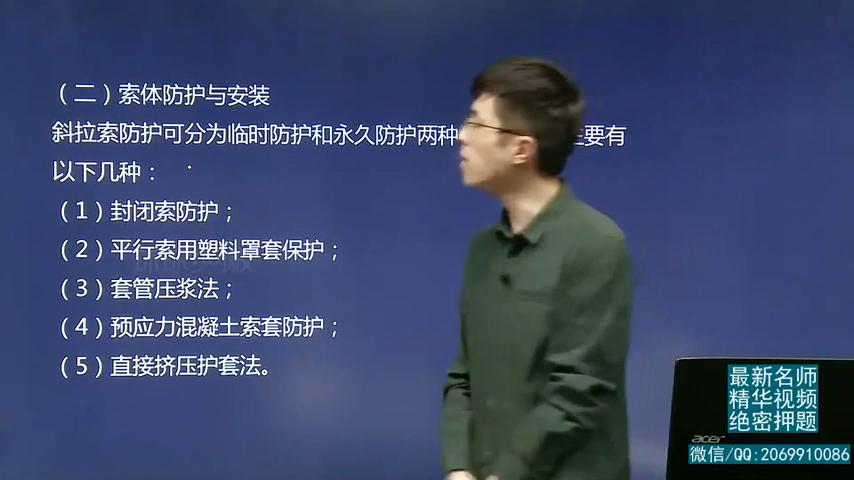 （二）索体防护与安装
斜拉索防护可分为临时防护和永久防护两种 主要有
以下几种：
（1）封闭索防护；
（2）平行索用塑料罩套保护；
（3）套管压浆法；
（4）预应力混凝土索套防护；
（5）直接挤压护套法。
最新名师
精华视频
绝密押题
acer
微信/QQ:2069910086